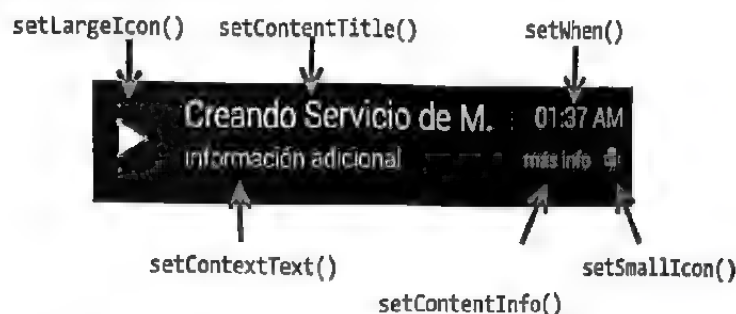 setLargeIcon() setContentTitle() setWhen()
Creando Servicio de M. 01:37 AM
información adicional más info
setContextText() setSmallIcon()
setContentInfo()